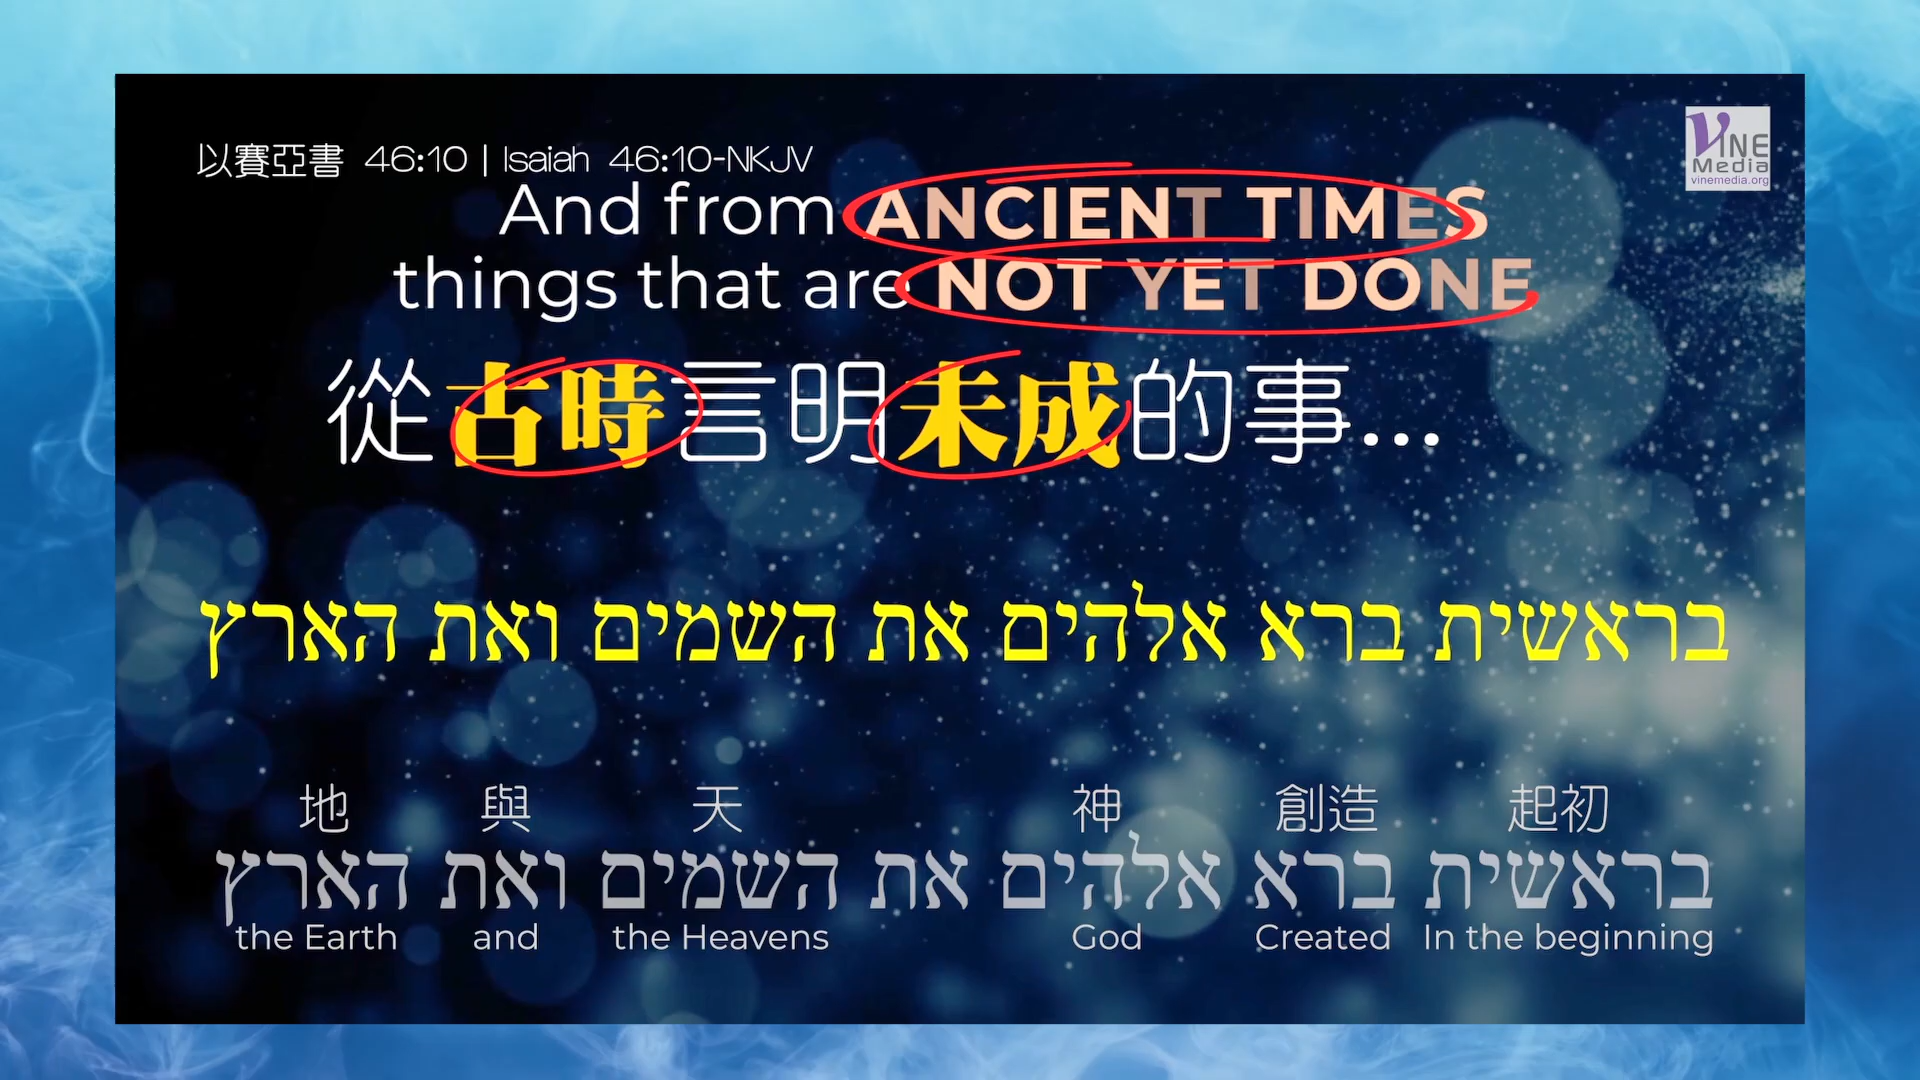 以賽亞書 46:10 | Isaiah 46:10-NKJV
VINE
Media
vinemedia.org
And from ANCIENT TIMES
things that are NOT YET DONE
從古時言明未成的事...
בראשית ברא אלהים את השמים ואת הארץ
地 與 天 神 創造 起初
בראשית ברא אלהים את השמים ואת הארץ
the Earth and the Heavens God Created In the beginning